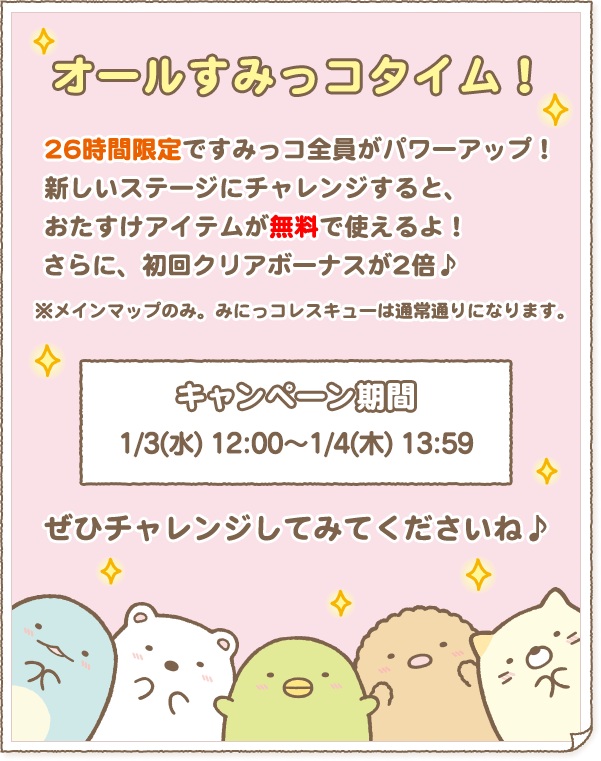 オールすみっコタイム！
26時間限定ですみっコ全員がパワーアップ！
新しいステージにチャレンジすると、
おたすけアイテムが無料で使えるよ！
さらに、初回クリアボーナスが2倍♪
※メインマップのみ。みにっコレスキューは通常通りになります。
キャンペーン期間
1/3(水) 12:00～1/4(木) 13:59
ぜひチャレンジしてみてくださいね♪